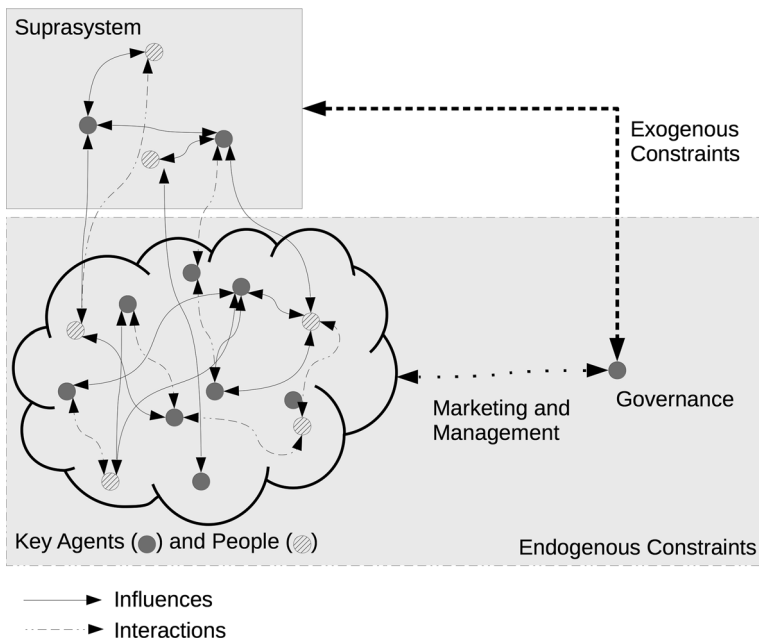 Suprasystem
Exogenous
Constraints
Marketing and
Management
Governance
Key Agents ( ) and People ( )
Endogenous Constraints
Influences
Interactions